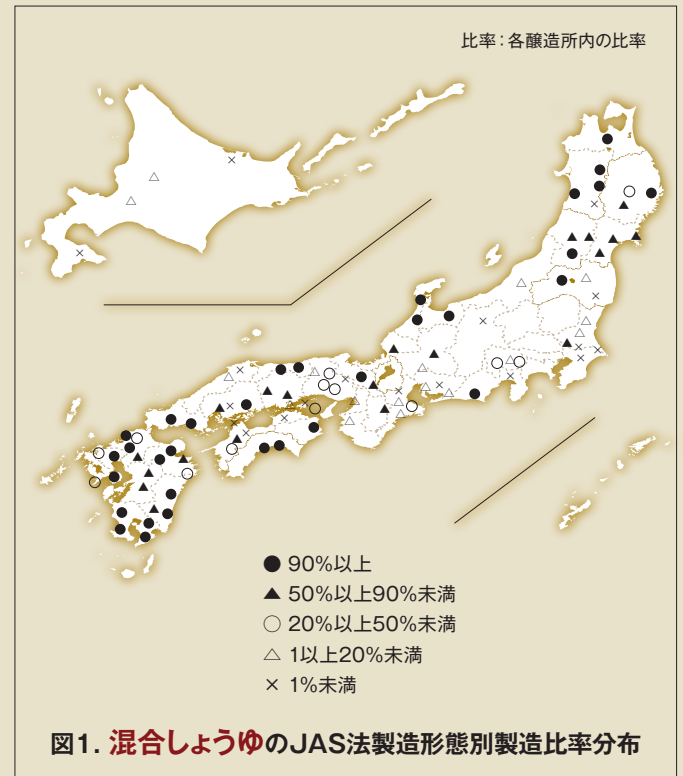 比率：各醸造所内の比率
● 90%以上
▲ 50%以上90%未満
○ 20%以上50%未満
△ 1以上20%未満
× 1%未満
図1. 混合しょうゆのJAS法製造形態別製造比率分布